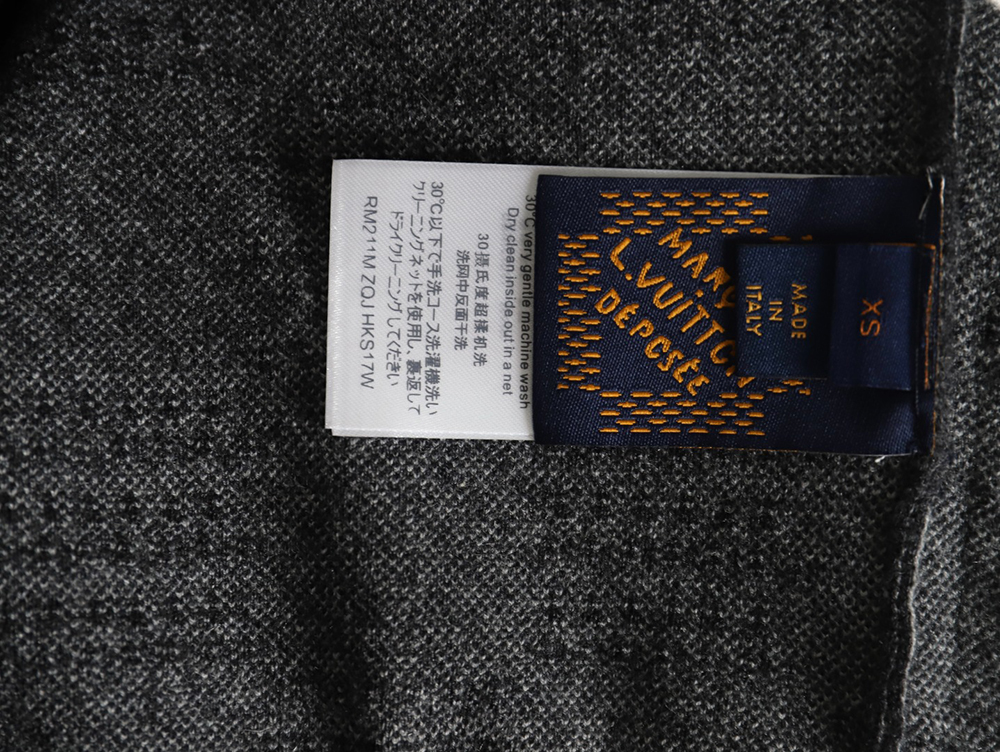 30°C very gentle machine wash
Dry clean inside out in a net
30摄氏度超揉机洗
洗网中反面干洗
30℃以下で手洗コース洗濯機洗い
クリーニングネットを使用し、裏返して
ドライクリーニングしてください
RM211M ZQJ HKS17W
XS
MADE
IN
ITALY
L.VUITTON
DÉPOSÉE